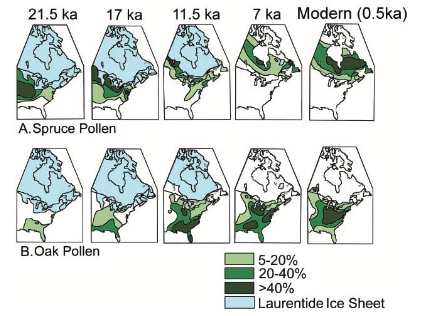 21.5 ka 17 ka 11.5 ka 7 ka Modern (0.5ka)
A.Spruce Pollen
B.Oak Pollen
5-20%
20-40%
>40%
Laurentide Ice Sheet